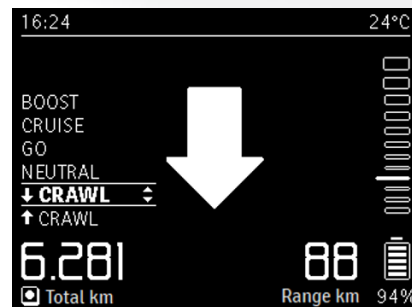 16:24 24°C
BOOST
CRUISE
GO
NEUTRAL
↓ CRAWL
↑ CRAWL
6.281 88
Total km Range km 94%